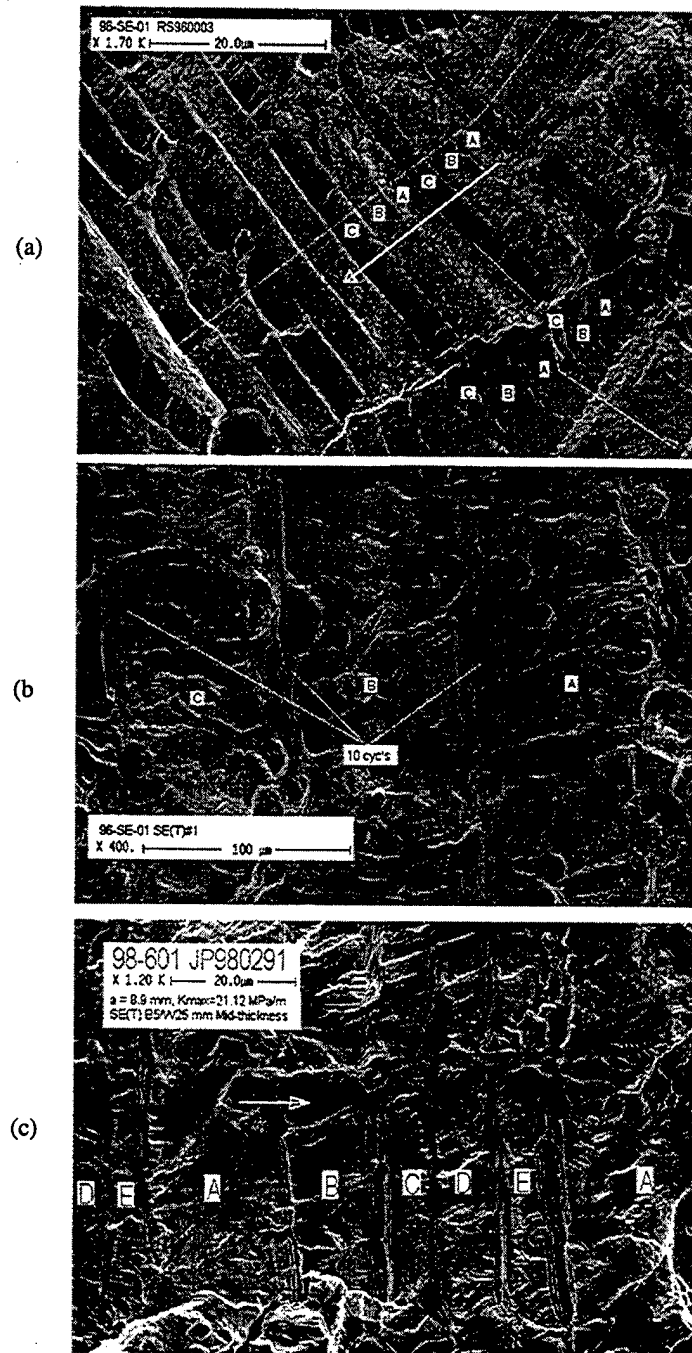 96-SE-01 RS960003
X 1.70 K 20.0µm
(a)
A
B
C
A
B
C
A
B
C
A
B
C
(b
C
B
A
10 cyc's
96-SE-01 SE(T)#1
X 400. 100 µm
98-601 JP980291
X 1.20 K 20.0µm
a = 8.9 mm, Kmax=21.12 MPa/m
SE(T) B5/W25 mm Mid-thickness
(c)
D E A B C D E A